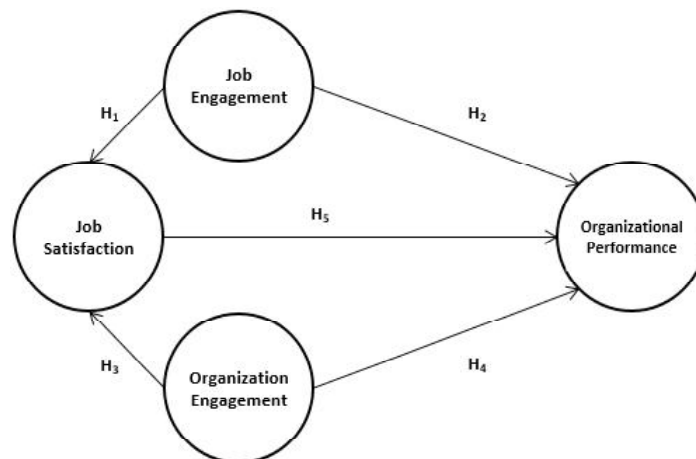 Job
Engagement
H₁
H₂
Job
Satisfaction
H₅
Organizational
Performance
H₃
Organization
Engagement
H₄